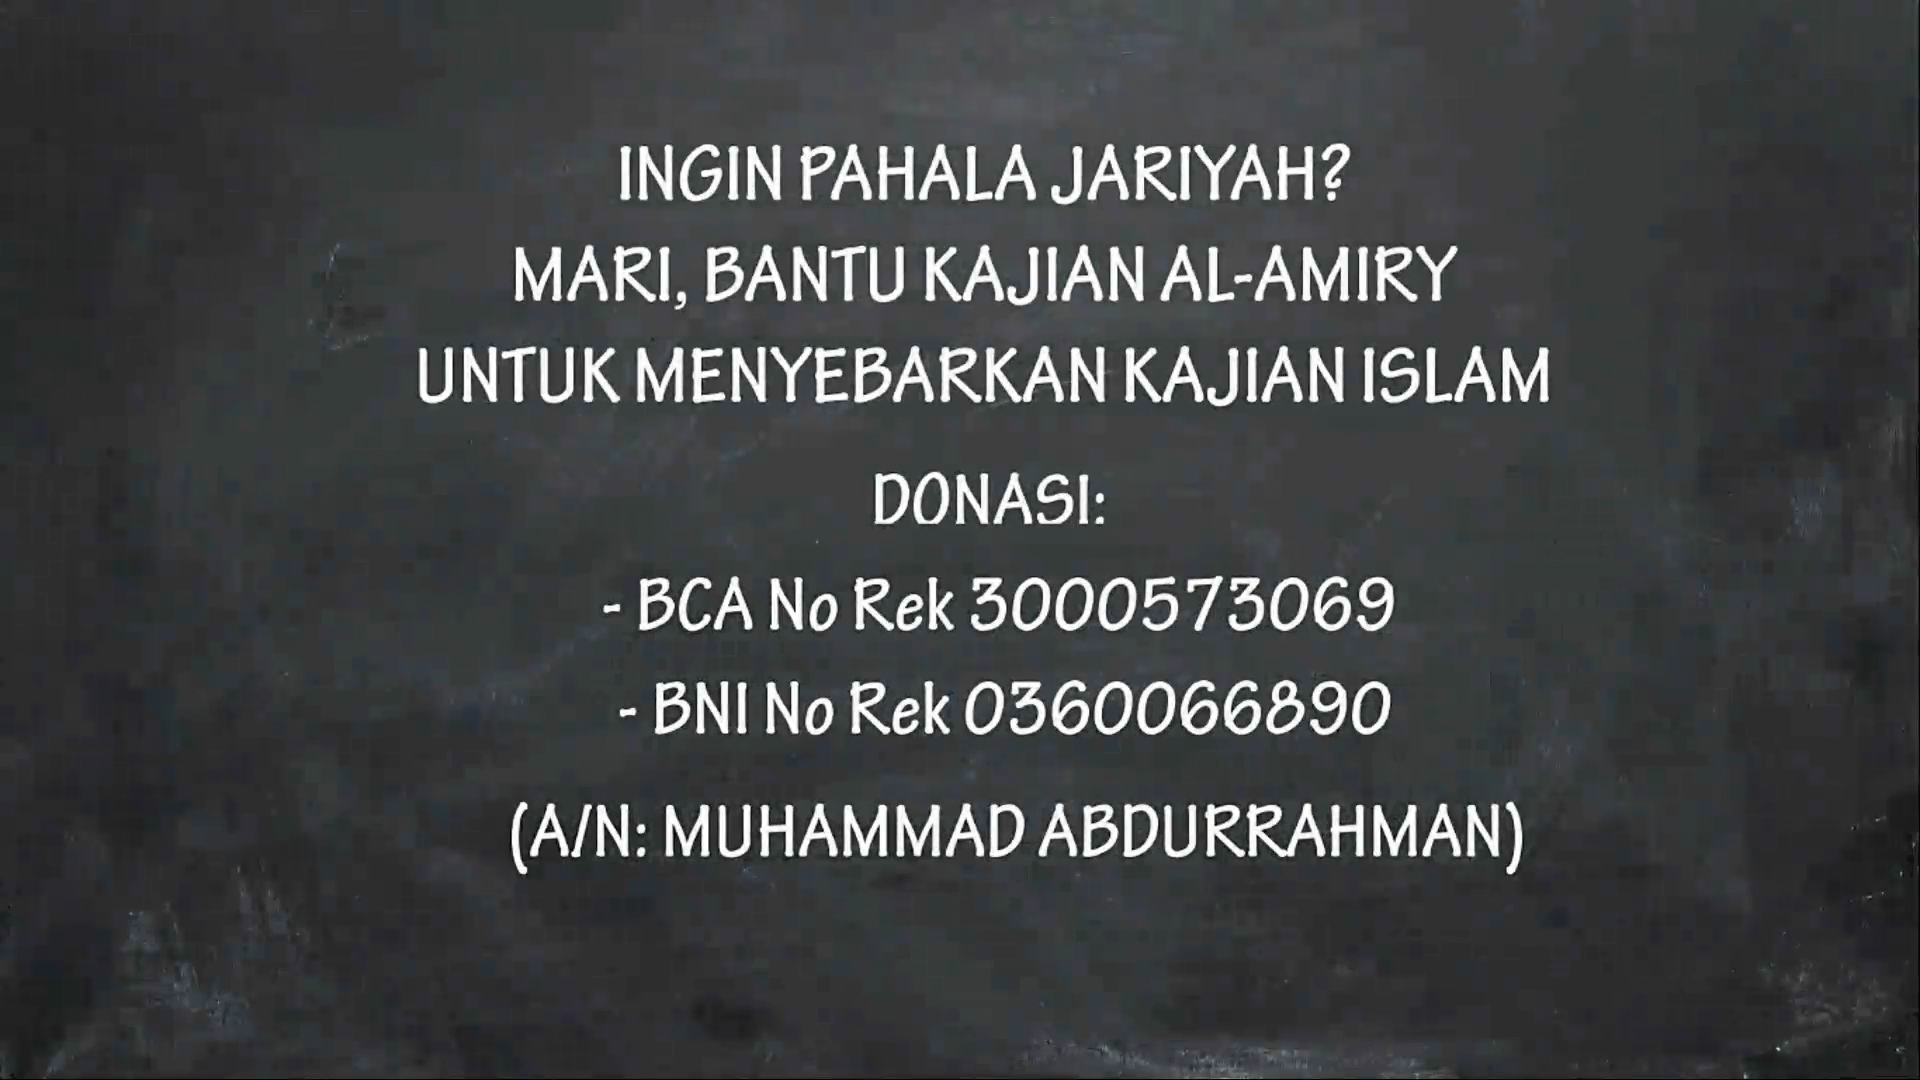 INGIN PAHALA JARIYAH?
MARI, BANTU KAJIAN AL-AMIRY
UNTUK MENYEBARKAN KAJIAN ISLAM
DONASI:
- BCA No Rek 3000573069
- BNI No Rek 0360066890
(A/N: MUHAMMAD ABDURRAHMAN)